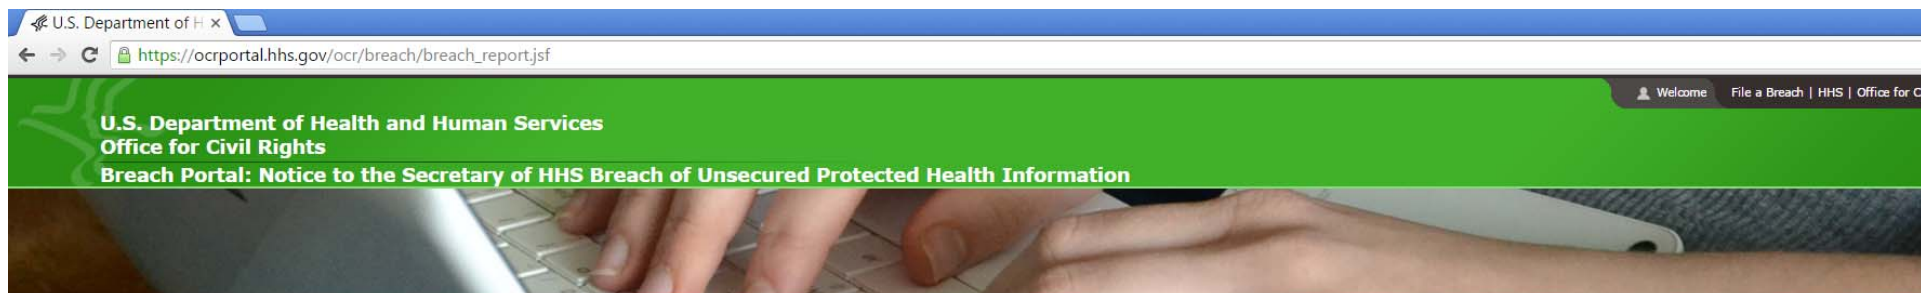 U.S. Department of H
https://ocrportal.hhs.gov/ocr/breach/breach_report.jsf
Welcome File a Breach | HHS | Office for C
U.S. Department of Health and Human Services
Office for Civil Rights
Breach Portal: Notice to the Secretary of HHS Breach of Unsecured Protected Health Information